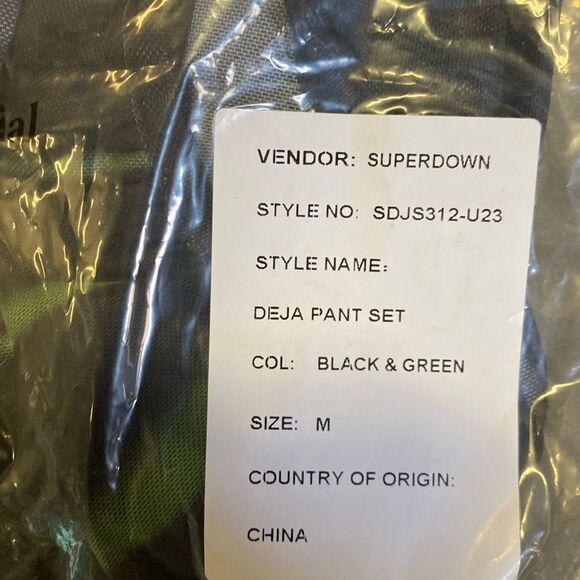 VENDOR: SUPERDOWN
STYLE NO: SDJS312-U23
STYLE NAME:
DEJA PANT SET
COL: BLACK & GREEN
SIZE: M
COUNTRY OF ORIGIN:
CHINA